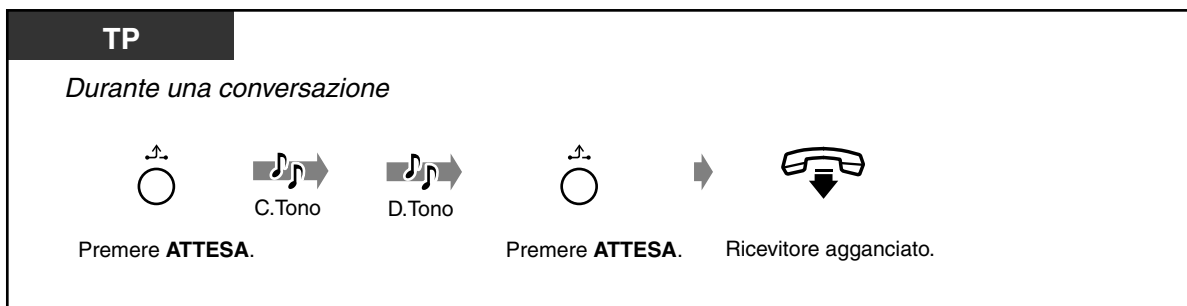 TP
Durante una conversazione
C.Tono D.Tono
Premere ATTESA. Premere ATTESA. Ricevitore agganciato.